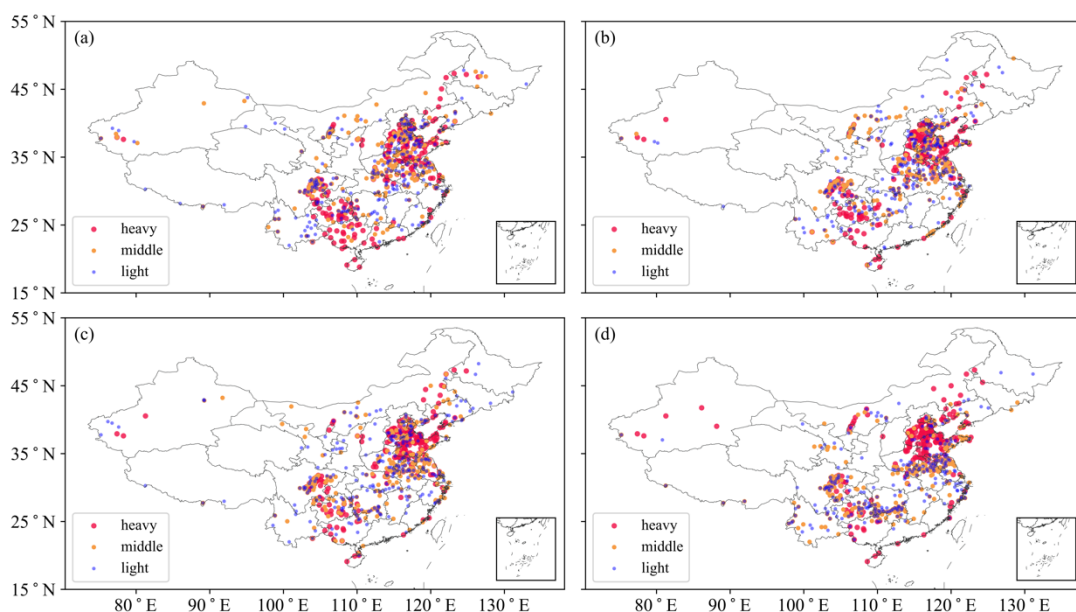 55° N
(a)
(b)
45° N
35° N
25° N
heavy
middle
light
heavy
middle
light
15° N
55° N
(c)
(d)
45° N
35° N
25° N
heavy
middle
light
heavy
middle
light
15° N
80° E
90° E
100° E
110° E
120° E
130° E
80° E
90° E
100° E
110° E
120° E
130° E